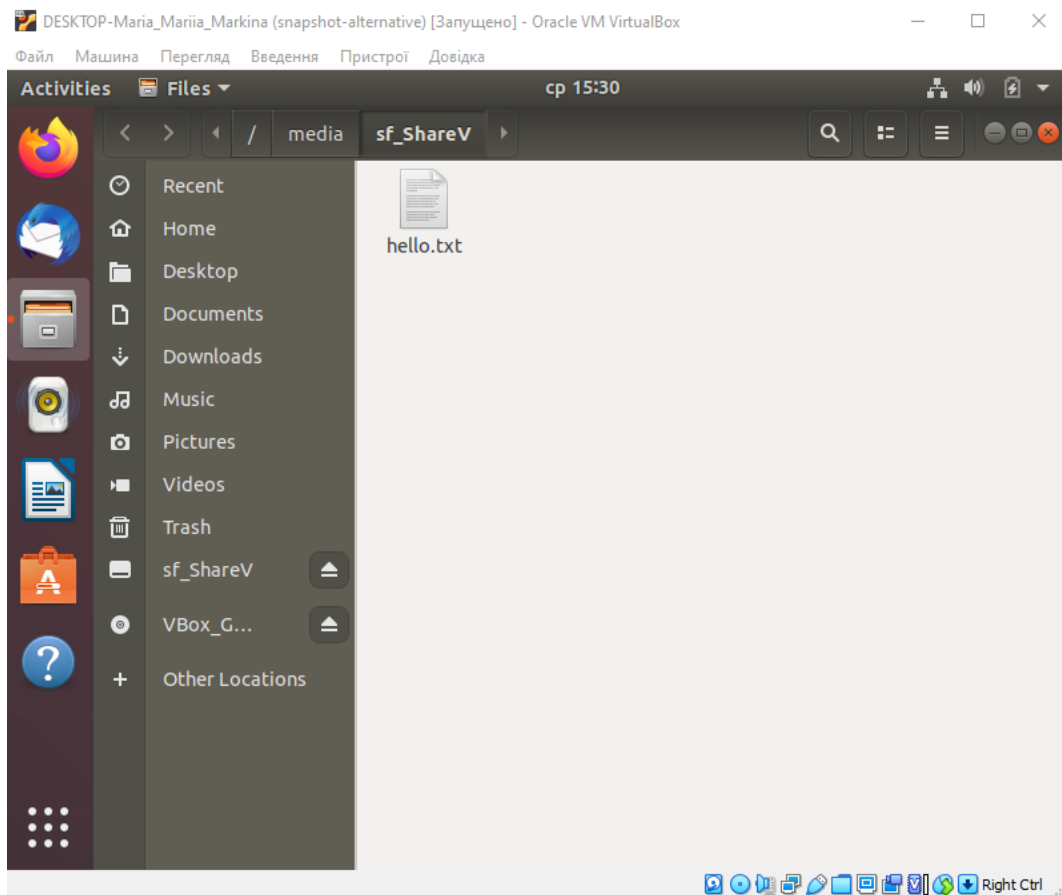 DESKTOP-Maria_Mariia_Markina (snapshot-alternative) [Запущено] - Oracle VM VirtualBox
Файл Машина Перегляд Введення Пристрої Довідка
Activities Files ср 15:30
/ media sf_ShareV
Recent
Home
Desktop
Documents
Downloads
Music
Pictures
Videos
Trash
sf_ShareV
VBox_G...
Other Locations
hello.txt
Right Ctrl